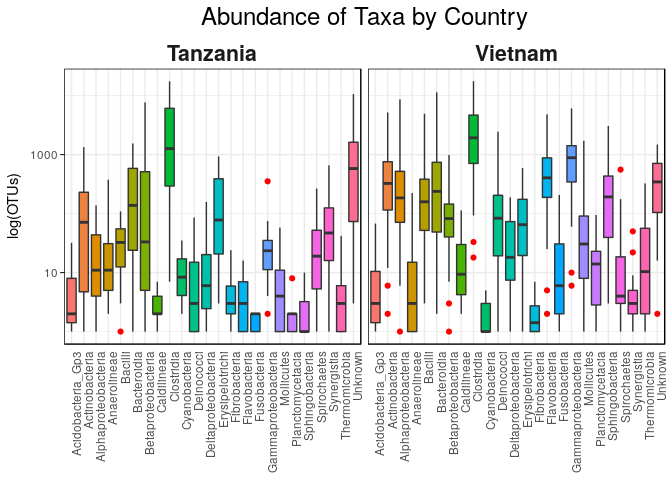 Abundance of Taxa by Country
Tanzania
Vietnam
log(OTUs)
1000
10
Acidobacteria_Gp3
Actinobacteria
Alphaproteobacteria
Anaerolineae
Bacilli
Bacteroidia
Betaproteobacteria
Caldilineae
Clostridia
Cyanobacteria
Deinococci
Deltaproteobacteria
Erysipelotrichi
Fibrobacteria
Flavobacteria
Fusobacteria
Gammaproteobacteria
Mollicutes
Planctomycetacia
Sphingobacteria
Spirochaetes
Synergistia
Thermomicrobia
Unknown
Acidobacteria_Gp3
Actinobacteria
Alphaproteobacteria
Anaerolineae
Bacilli
Bacteroidia
Betaproteobacteria
Caldilineae
Clostridia
Cyanobacteria
Deinococci
Deltaproteobacteria
Erysipelotrichi
Fibrobacteria
Flavobacteria
Fusobacteria
Gammaproteobacteria
Mollicutes
Planctomycetacia
Sphingobacteria
Spirochaetes
Synergistia
Thermomicrobia
Unknown